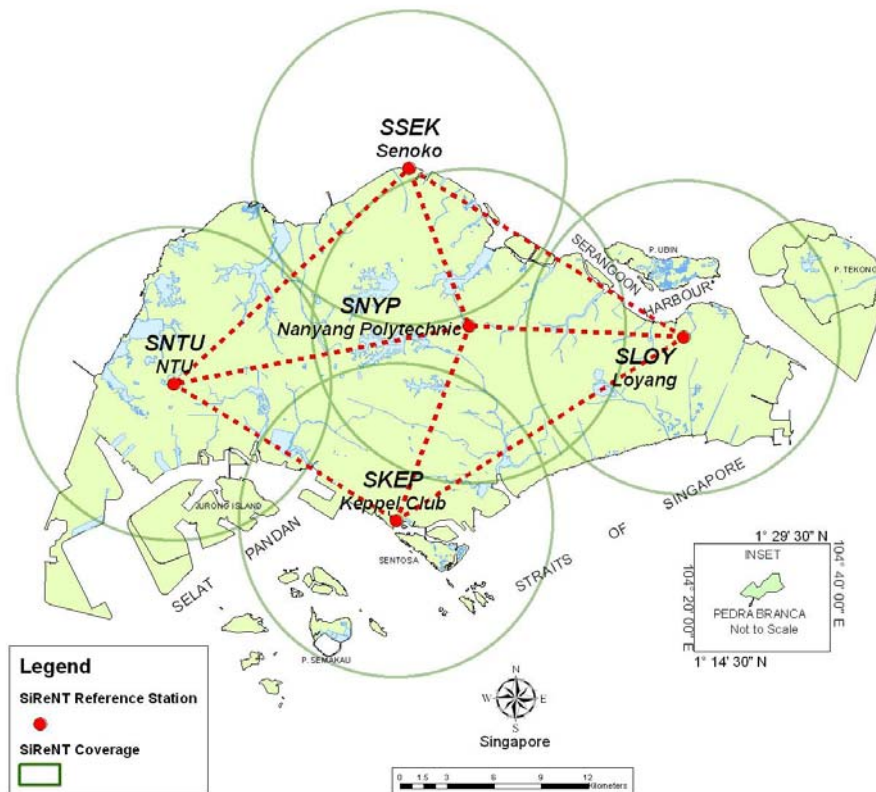 SSEK
Senoko
SERANGOON
P. UBIN
P. TEKONG
HARBOUR
SNYP
Nanyang Polytechnic
SNTU
NTU
SLOY
Loyang
SKEP
Keppel Club
JURONG ISLAND
SELAT PANDAN
SENTOSA
STRAITS OF SINGAPORE
P. SEMAKAU
1° 29' 30" N
INSET
104° 20' 00" E
104° 40' 00" E
PEDRA BRANCA
Not to Scale
1° 14' 30" N
Legend
SiReNT Reference Station
SiReNT Coverage
N
W E
S
Singapore
0 1.5 3 6 9 12
Kilometers